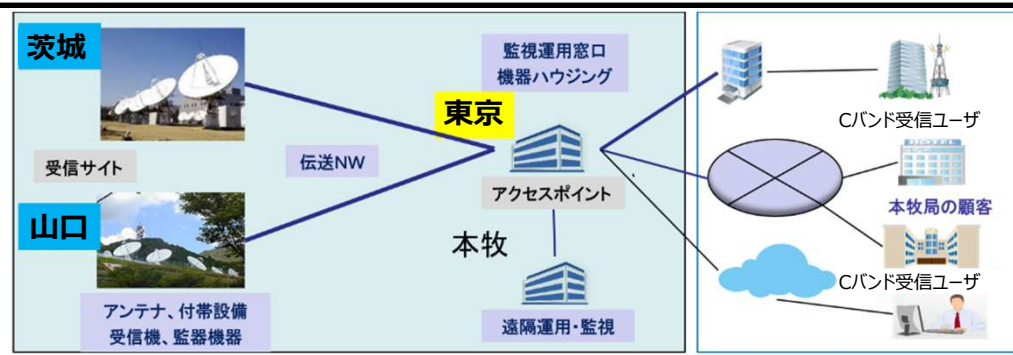 茨城
受信サイト
山口
アンテナ、付帯設備
受信機、監器機器
伝送NW
監視運用窓口
機器ハウジング
東京
アクセスポイント
本牧
遠隔運用・監視
Cバンド受信ユーザ
本牧局の顧客
Cバンド受信ユーザ